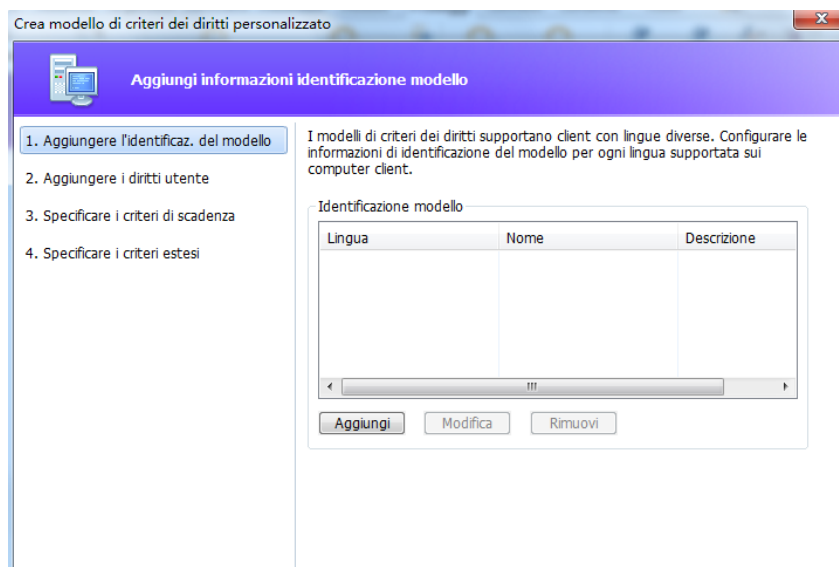 Crea modello di criteri dei diritti personalizzato
Aggiungi informazioni identificazione modello
1. Aggiungere l'identificaz. del modello
2. Aggiungere i diritti utente
3. Specificare i criteri di scadenza
4. Specificare i criteri estesi
I modelli di criteri dei diritti supportano client con lingue diverse. Configurare le
informazioni di identificazione del modello per ogni lingua supportata sui
computer client.
Identificazione modello
Lingua Nome Descrizione
Aggiungi Modifica Rimuovi